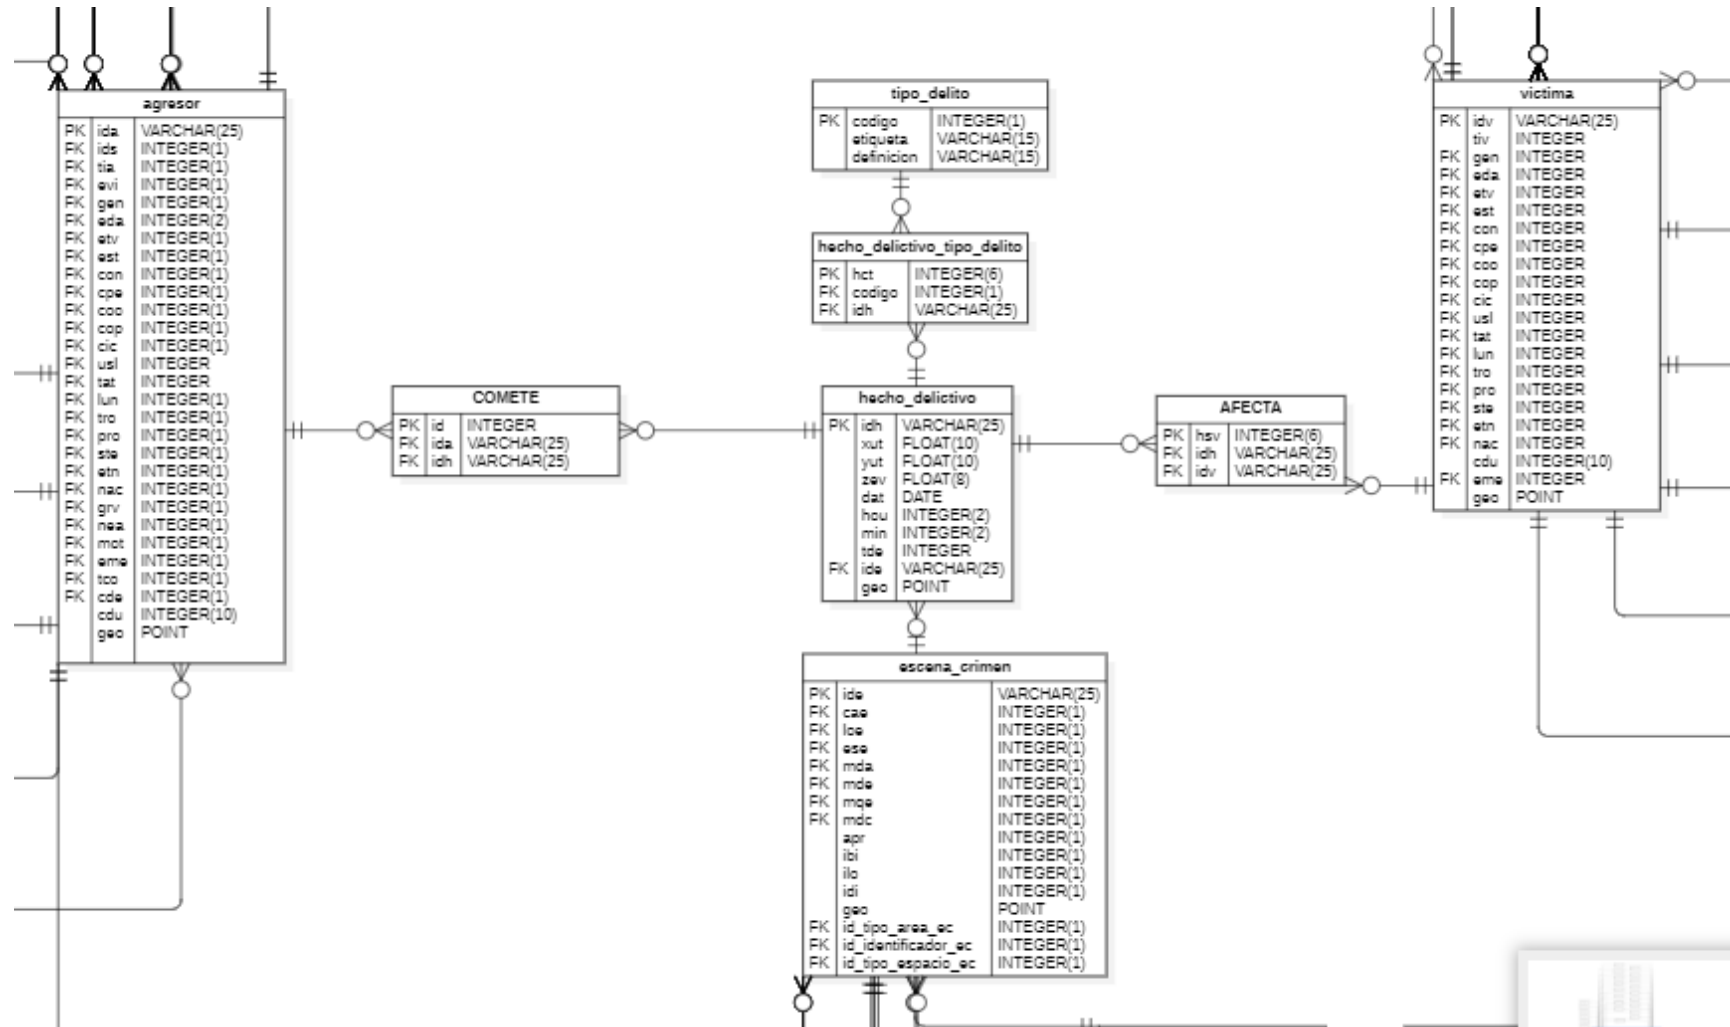 agresor
PK ida VARCHAR(25)
FK ids INTEGER(1)
FK tia INTEGER(1)
FK evi INTEGER(1)
FK gen INTEGER(1)
FK eda INTEGER(2)
FK etv INTEGER(1)
FK est INTEGER(1)
FK con INTEGER(1)
FK cpe INTEGER(1)
FK coo INTEGER(1)
FK cop INTEGER(1)
FK cic INTEGER(1)
FK usl INTEGER
FK tat INTEGER
FK lun INTEGER(1)
FK tro INTEGER(1)
FK pro INTEGER(1)
FK ste INTEGER(1)
FK etn INTEGER(1)
FK nac INTEGER(1)
FK grv INTEGER(1)
FK nea INTEGER(1)
FK mot INTEGER(1)
FK eme INTEGER(1)
FK tco INTEGER(1)
FK cde INTEGER(1)
cdu INTEGER(10)
geo POINT
COMETE
PK id INTEGER
FK ida VARCHAR(25)
FK idh VARCHAR(25)
tipo_delito
PK codigo INTEGER(1)
etiqueta VARCHAR(15)
definicion VARCHAR(15)
hecho_delictivo_tipo_delito
PK hct INTEGER(6)
FK codigo INTEGER(1)
FK idh VARCHAR(25)
hecho_delictivo
PK idh VARCHAR(25)
xut FLOAT(10)
yut FLOAT(10)
zev FLOAT(8)
dat DATE
hou INTEGER(2)
min INTEGER(2)
tde INTEGER
FK ide VARCHAR(25)
geo POINT
escena_crimen
PK ide VARCHAR(25)
FK cae INTEGER(1)
FK loe INTEGER(1)
FK ese INTEGER(1)
FK mda INTEGER(1)
FK mde INTEGER(1)
FK mqe INTEGER(1)
FK mdc INTEGER(1)
apr INTEGER(1)
ibi INTEGER(1)
ilo INTEGER(1)
idi INTEGER(1)
geo POINT
FK id_tipo_area_ec INTEGER(1)
FK id_identificador_ec INTEGER(1)
FK id_tipo_espacio_ec INTEGER(1)
AFECTA
PK hsv INTEGER(6)
FK idh VARCHAR(25)
FK idv VARCHAR(25)
victima
PK idv VARCHAR(25)
tiv INTEGER
FK gen INTEGER
FK eda INTEGER
FK etv INTEGER
FK est INTEGER
FK con INTEGER
FK cpe INTEGER
FK coo INTEGER
FK cop INTEGER
FK cic INTEGER
FK usl INTEGER
FK tat INTEGER
FK lun INTEGER
FK tro INTEGER
FK pro INTEGER
FK ste INTEGER
FK etn INTEGER
FK nac INTEGER
cdu INTEGER(10)
FK eme INTEGER
geo POINT